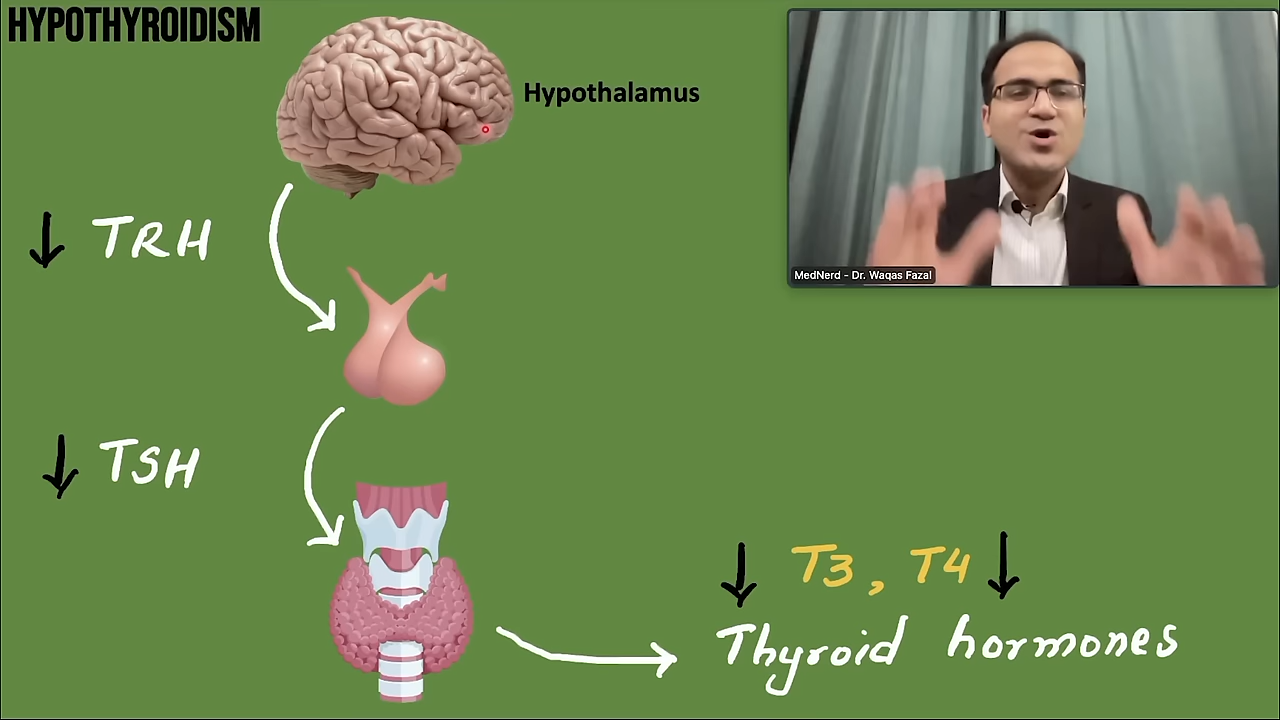 HYPOTHYROIDISM
Hypothalamus
MedNerd - Dr. Waqas Fazal
TRH
TSH
T3, T4
Thyroid hormones